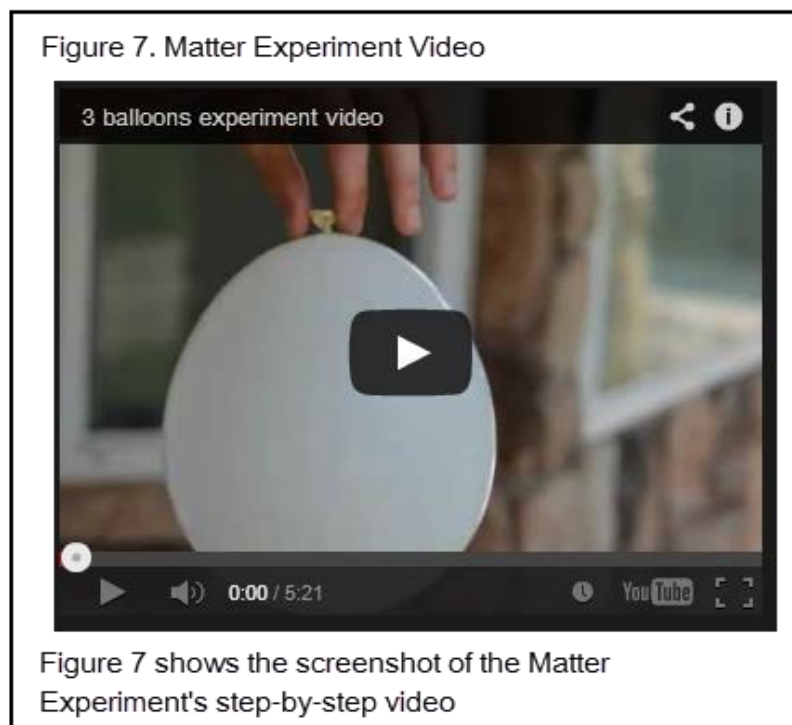 Figure 7. Matter Experiment Video
3 balloons experiment video
0:00 / 5:21
YouTube
Figure 7 shows the screenshot of the Matter
Experiment's step-by-step video